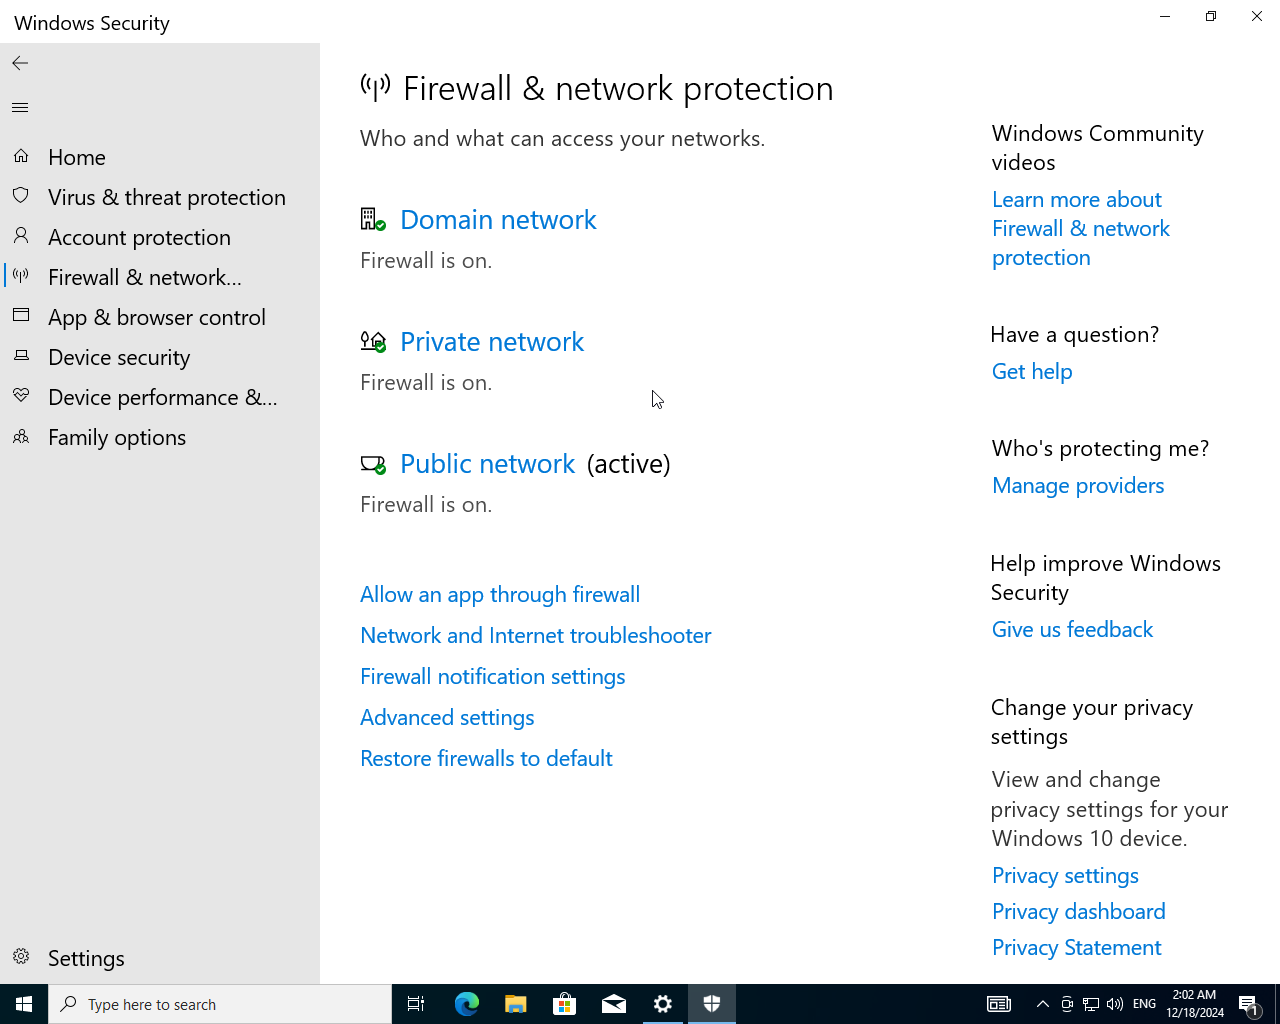 Windows Security
Home
Virus & threat protection
Account protection
Firewall & network...
App & browser control
Device security
Device performance &...
Family options
Settings
Firewall & network protection
Who and what can access your networks.
Domain network
Firewall is on.
Private network
Firewall is on.
Public network (active)
Firewall is on.
Allow an app through firewall
Network and Internet troubleshooter
Firewall notification settings
Advanced settings
Restore firewalls to default
Windows Community
videos
Learn more about
Firewall & network
protection
Have a question?
Get help
Who's protecting me?
Manage providers
Help improve Windows
Security
Give us feedback
Change your privacy
settings
View and change
privacy settings for your
Windows 10 device.
Privacy settings
Privacy dashboard
Privacy Statement
Type here to search
ENG
2:02 AM
12/18/2024
1